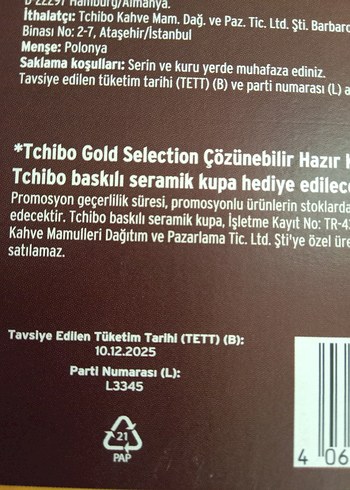 D-22297 Hamburg/Almanya.
İthalatçı: Tchibo Kahve Mam. Dağ. ve Paz. Tic. Ltd. Şti. Barbaro
Binası No: 2-7, Ataşehir/İstanbul
Menşe: Polonya
Saklama koşulları: Serin ve kuru yerde muhafaza ediniz.
Tavsiye edilen tüketim tarihi (TETT) (B) ve parti numarası (L) a
*Tchibo Gold Selection Çözünebilir Hazır
Tchibo baskılı seramik kupa hediye edilece
Promosyon geçerlilik süresi, promosyonlu ürünlerin stoklarda
edecektir. Tchibo baskılı seramik kupa, İşletme Kayıt No: TR-4
Kahve Mamulleri Dağıtım ve Pazarlama Tic. Ltd. Şti'ye özel üre
satılamaz.
Tavsiye Edilen Tüketim Tarihi (TETT) (B):
10.12.2025
Parti Numarası (L):
L3345
21
PAP
4 06